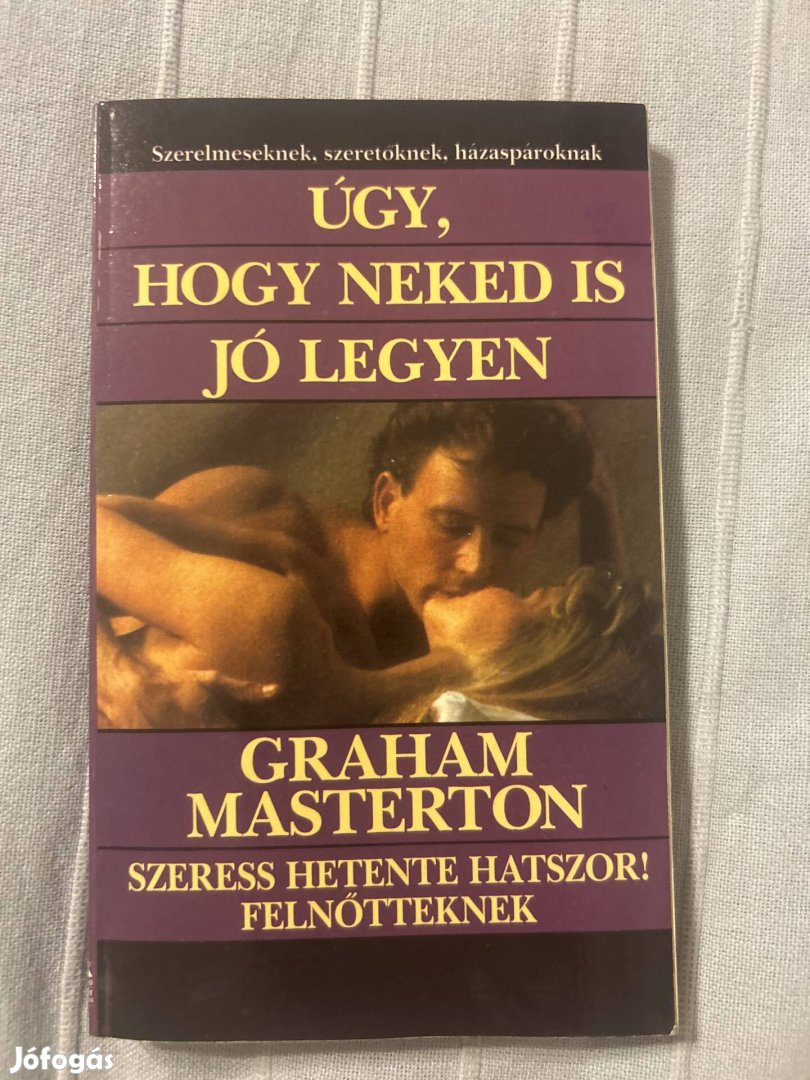 Szerelmeseknek, szeretőknek, házaspároknak
ÚGY,
HOGY NEKED IS
JÓ LEGYEN
GRAHAM
MASTERTON
SZERESS HETENTE HATSZOR!
FELNŐTTEKNEK
Jófogás